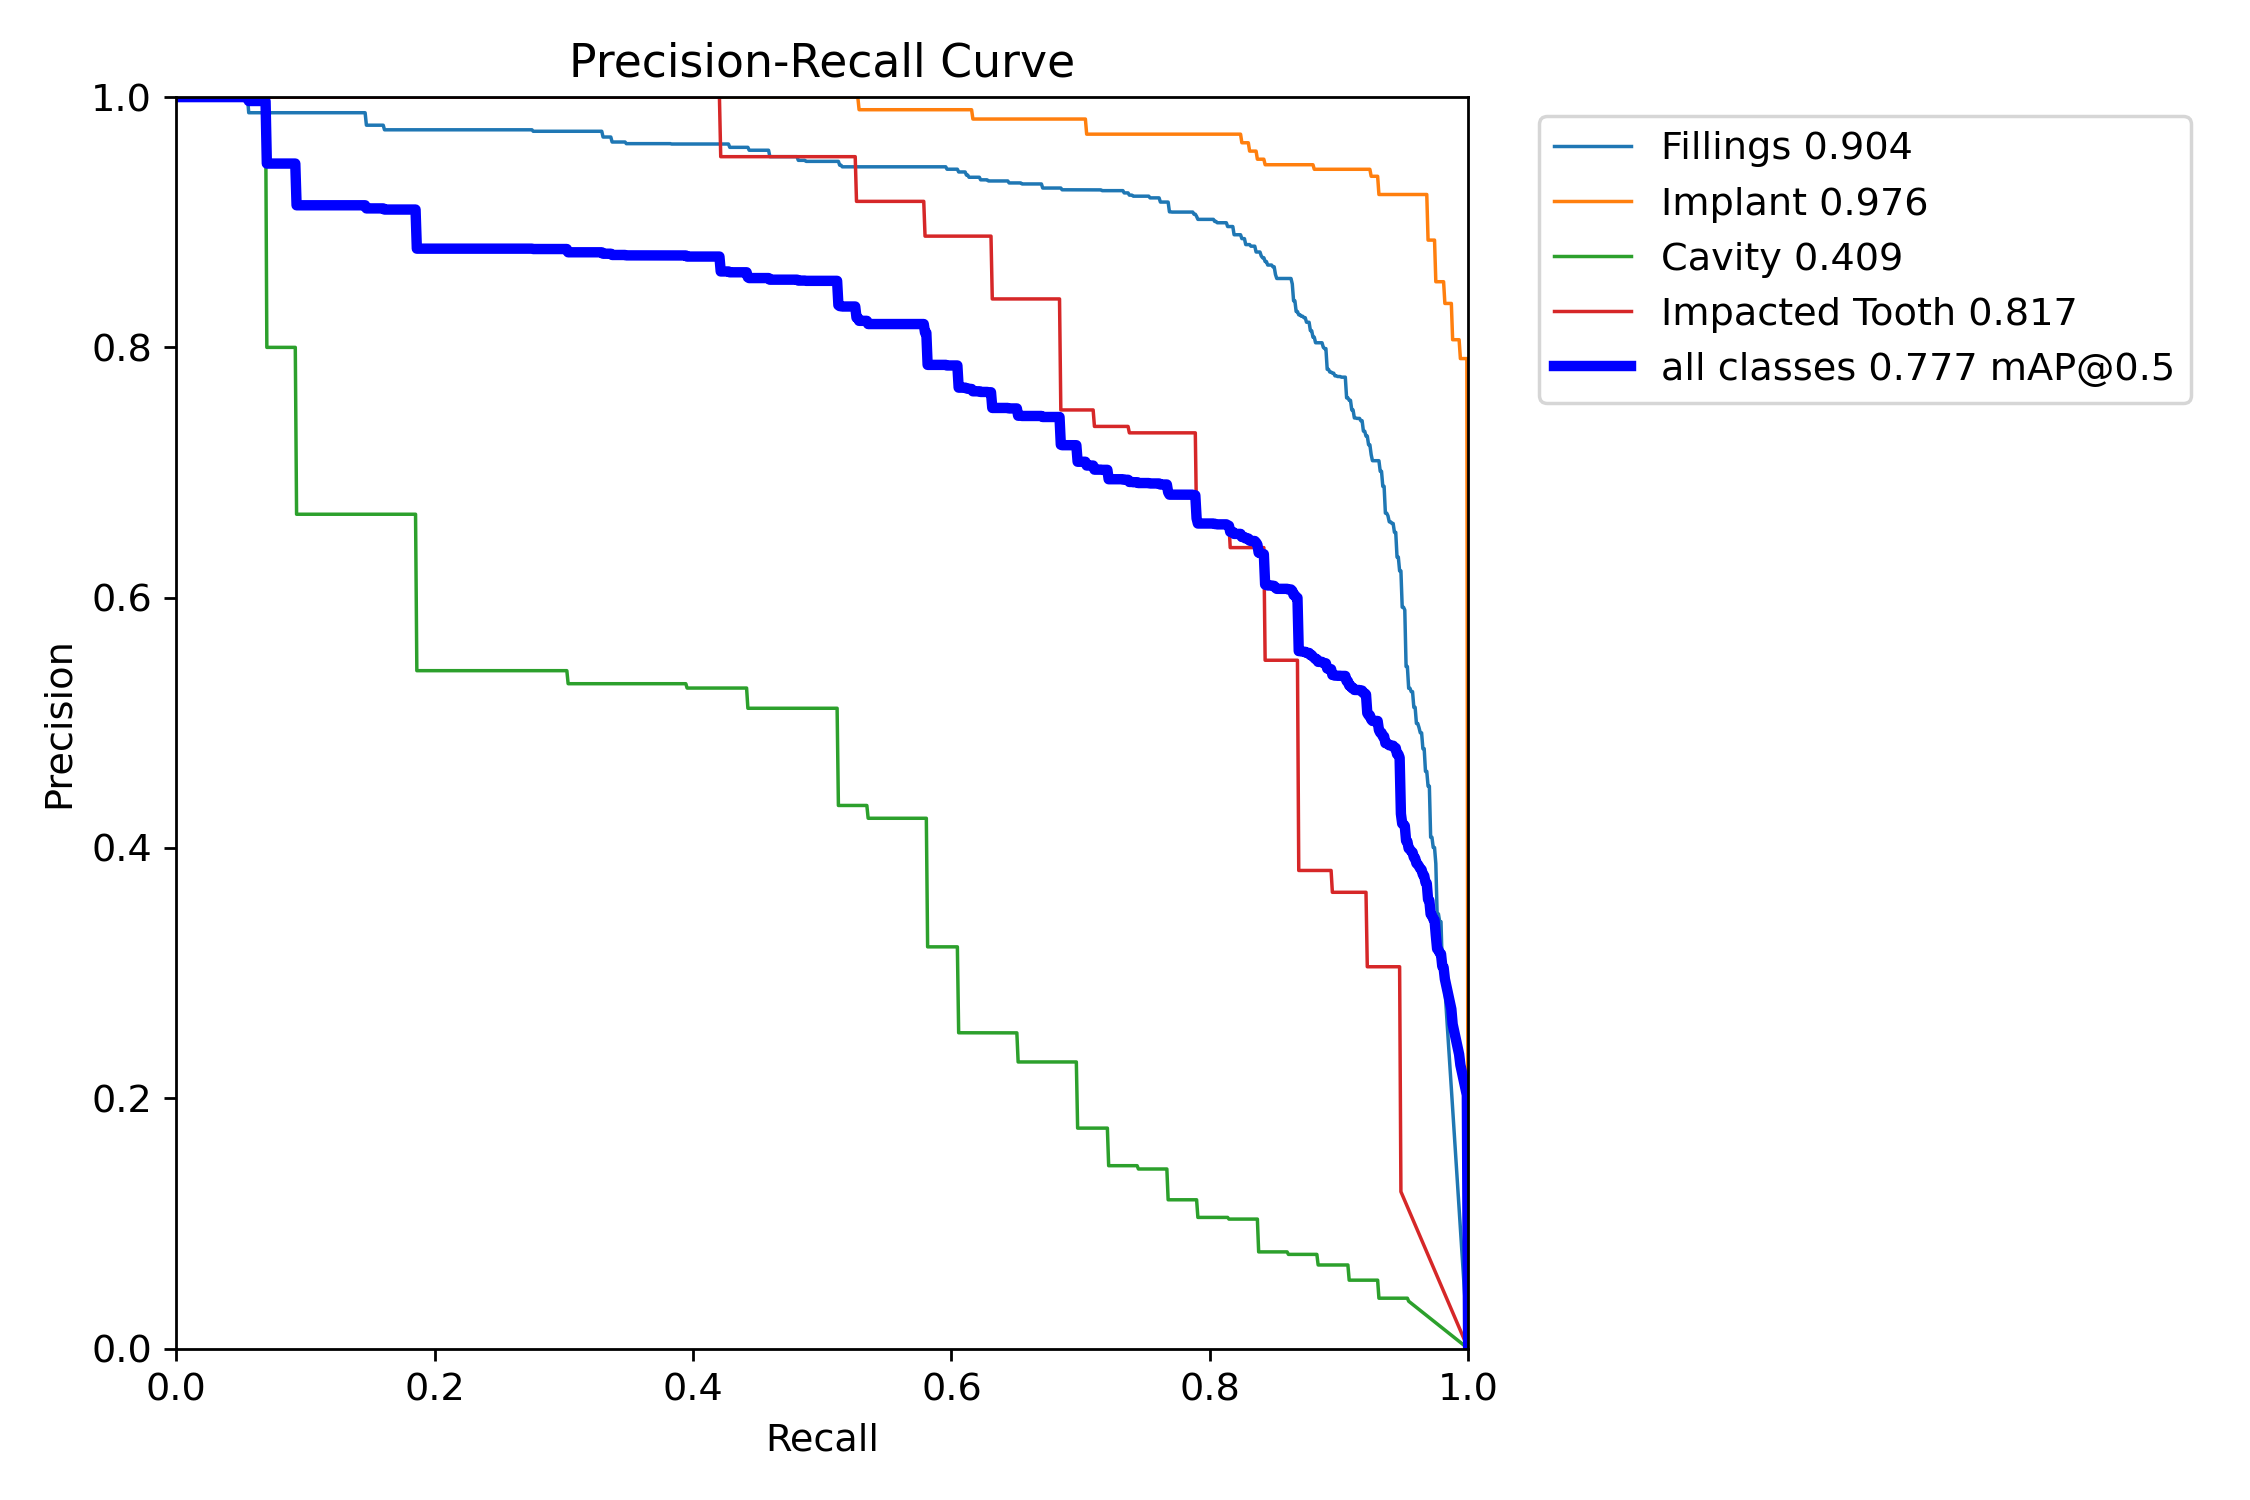 Precision-Recall Curve
1.0
0.8
0.6
0.4
0.2
0.0
Precision
0.0 0.2 0.4 0.6 0.8 1.0
Recall
Fillings 0.904
Implant 0.976
Cavity 0.409
Impacted Tooth 0.817
all classes 0.777 mAP@0.5